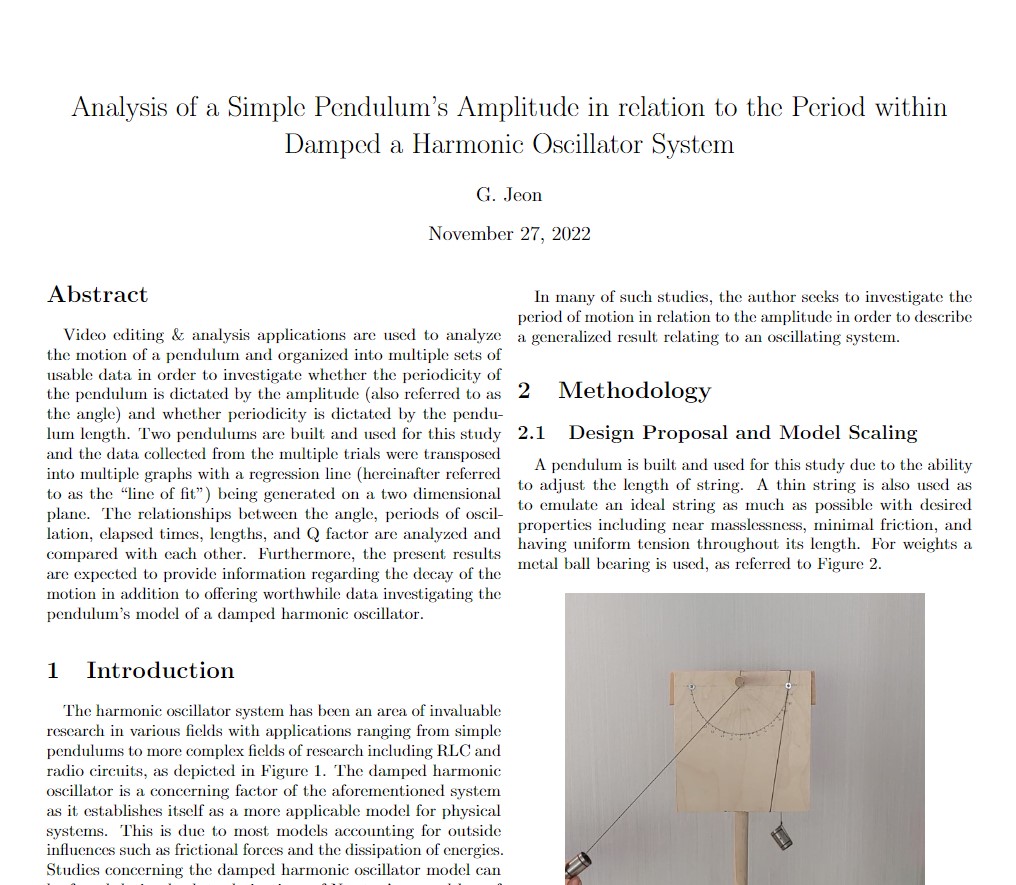 Analysis of a Simple Pendulum's Amplitude in relation to the Period within
Damped a Harmonic Oscillator System
G. Jeon
November 27, 2022
Abstract
Video editing & analysis applications are used to analyze
the motion of a pendulum and organized into multiple sets of
usable data in order to investigate whether the periodicity of
the pendulum is dictated by the amplitude (also referred to as
the angle) and whether periodicity is dictated by the pendu-
lum length. Two pendulums are built and used for this study
and the data collected from the multiple trials were transposed
into multiple graphs with a regression line (hereinafter referred
to as the “line of fit”) being generated on a two dimensional
plane. The relationships between the angle, periods of oscil-
lation, elapsed times, lengths, and Q factor are analyzed and
compared with each other. Furthermore, the present results
are expected to provide information regarding the decay of the
motion in addition to offering worthwhile data investigating the
pendulum's model of a damped harmonic oscillator.
1 Introduction
The harmonic oscillator system has been an area of invaluable
research in various fields with applications ranging from simple
pendulums to more complex fields of research including RLC and
radio circuits, as depicted in Figure 1. The damped harmonic
oscillator is a concerning factor of the aforementioned system
as it establishes itself as a more applicable model for physical
systems. This is due to most models accounting for outside
influences such as frictional forces and the dissipation of energies.
Studies concerning the damped harmonic oscillator model can
In many of such studies, the author seeks to investigate the
period of motion in relation to the amplitude in order to describe
a generalized result relating to an oscillating system.
2 Methodology
2.1 Design Proposal and Model Scaling
A pendulum is built and used for this study due to the ability
to adjust the length of string. A thin string is also used as
to emulate an ideal string as much as possible with desired
properties including near masslessness, minimal friction, and
having uniform tension throughout its length. For weights a
metal ball bearing is used, as referred to Figure 2.